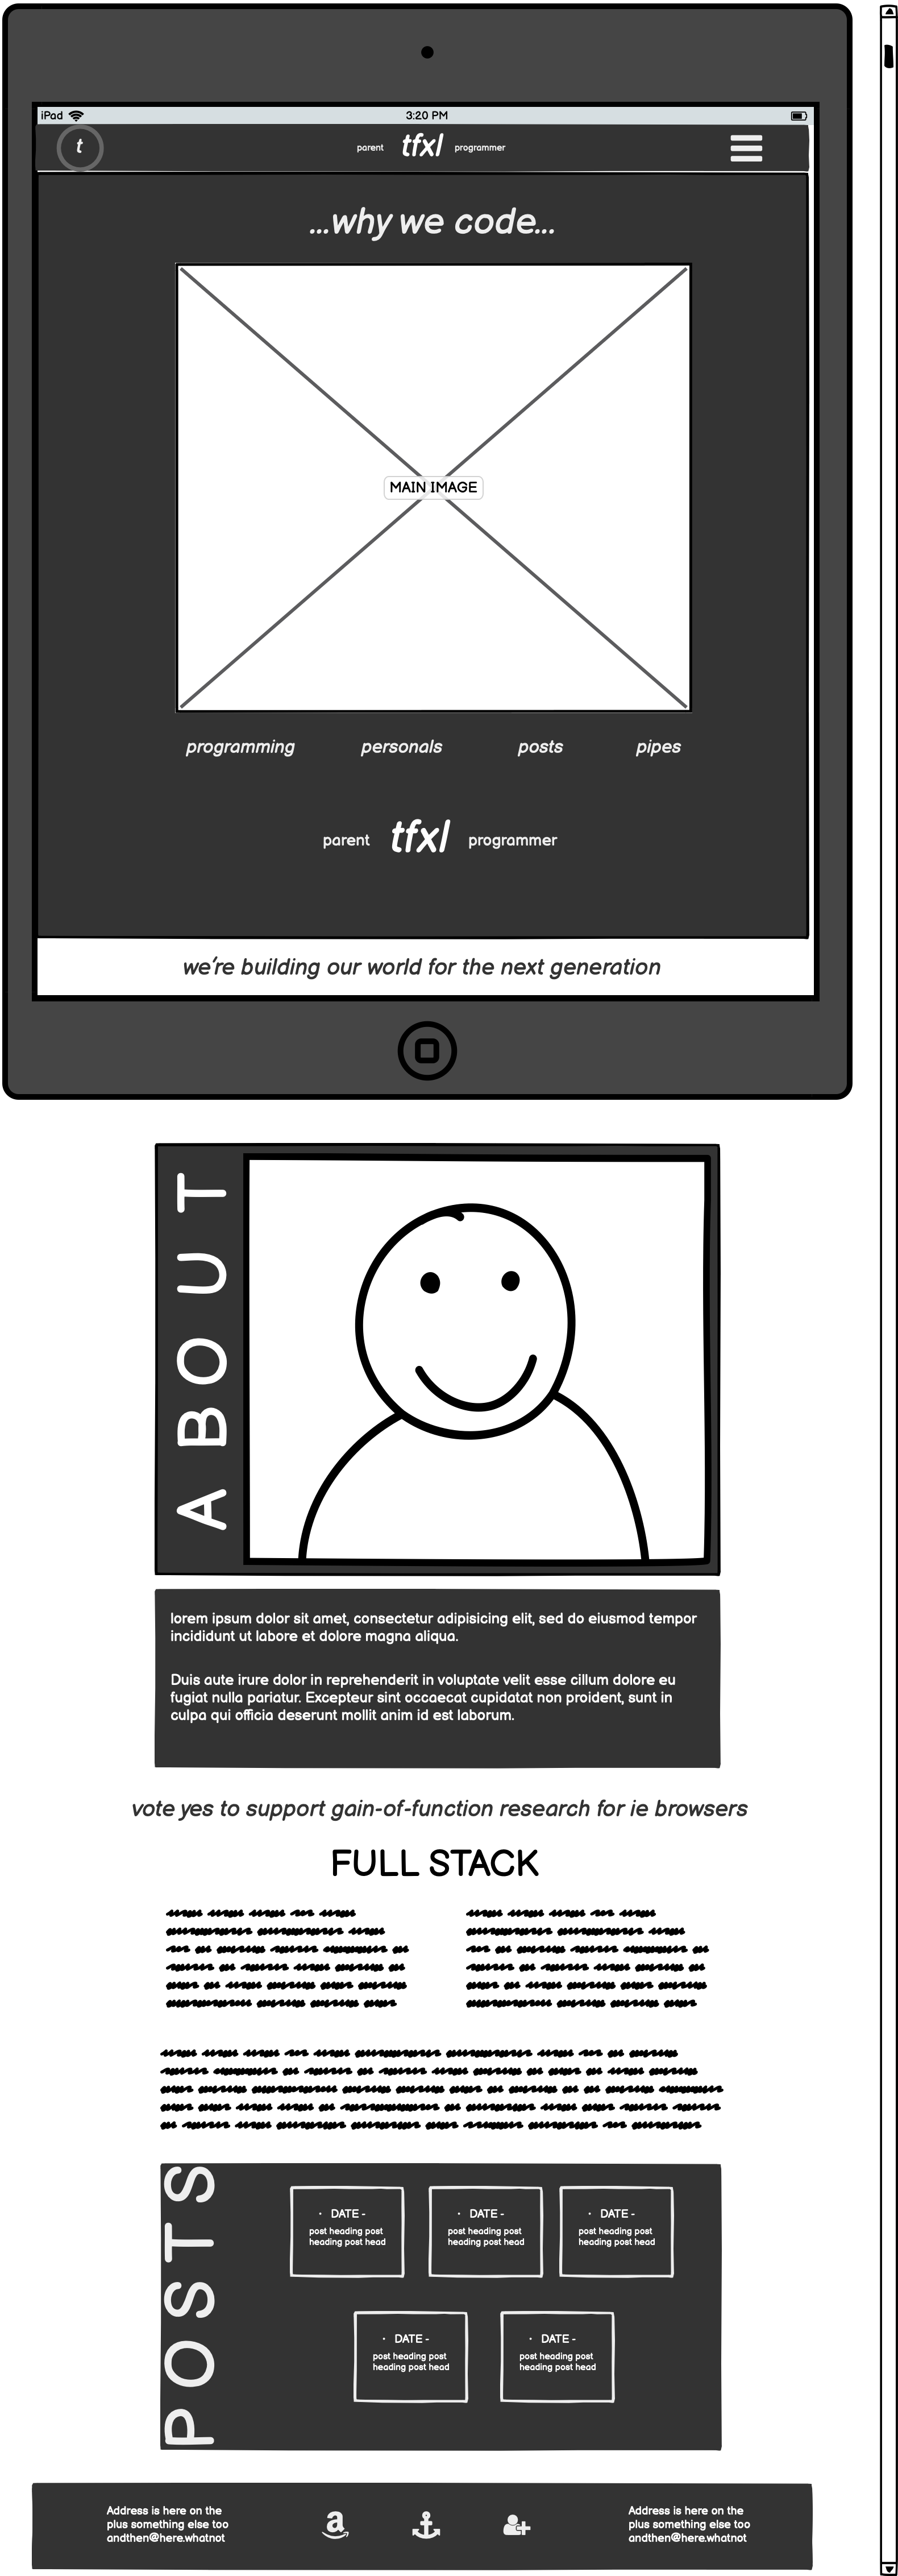 iPad
3:20 PM
t
parent tfxl programmer
...why we code...
MAIN IMAGE
programming personals posts pipes
parent tfxl programmer
we're building our world for the next generation
ABOUT
lorem ipsum dolor sit amet, consectetur adipisicing elit, sed do eiusmod tempor
incididunt ut labore et dolore magna aliqua.
Duis aute irure dolor in reprehenderit in voluptate velit esse cillum dolore eu
fugiat nulla pariatur. Excepteur sint occaecat cupidatat non proident, sunt in
culpa qui officia deserunt mollit anim id est laborum.
vote yes to support gain-of-function research for ie browsers
FULL STACK
POSTS
· DATE -
post heading post
heading post head
· DATE -
post heading post
heading post head
· DATE -
post heading post
heading post head
· DATE -
post heading post
heading post head
· DATE -
post heading post
heading post head
Address is here on the
plus something else too
andthen@here.whatnot
a
Address is here on the
plus something else too
andthen@here.whatnot